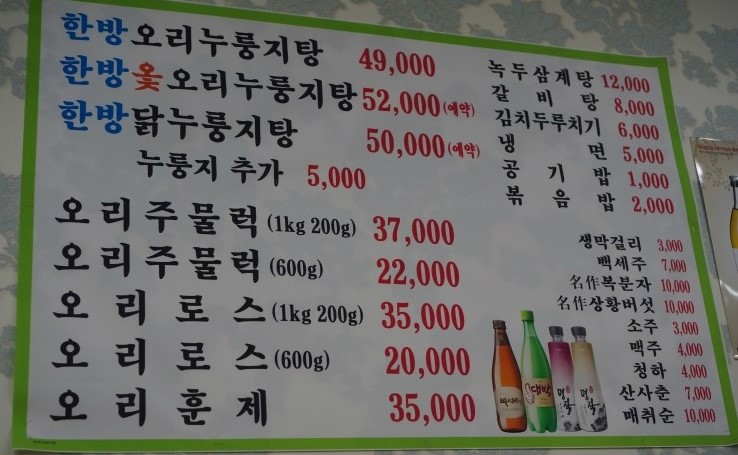 한방오리누룽지탕 49,000
한방옻오리누룽지탕 52,000(예약)
한방닭누룽지탕 50,000(예약)
누룽지 추가 5,000
오리주물럭(1kg 200g) 37,000
오리주물럭(600g) 22,000
오리로스(1kg 200g) 35,000
오리로스(600g) 20,000
오리훈제 35,000
녹두삼계탕 12,000
갈비탕 8,000
김치두루치기 6,000
냉면 5,000
공기밥 1,000
볶음밥 2,000
생막걸리 3,000
백세주 7,000
名作복분자 10,000
名作상황버섯 10,000
소주 3,000
맥주 4,000
청하 4,000
산사춘 7,000
매취순 10,000
대박
명작
명작